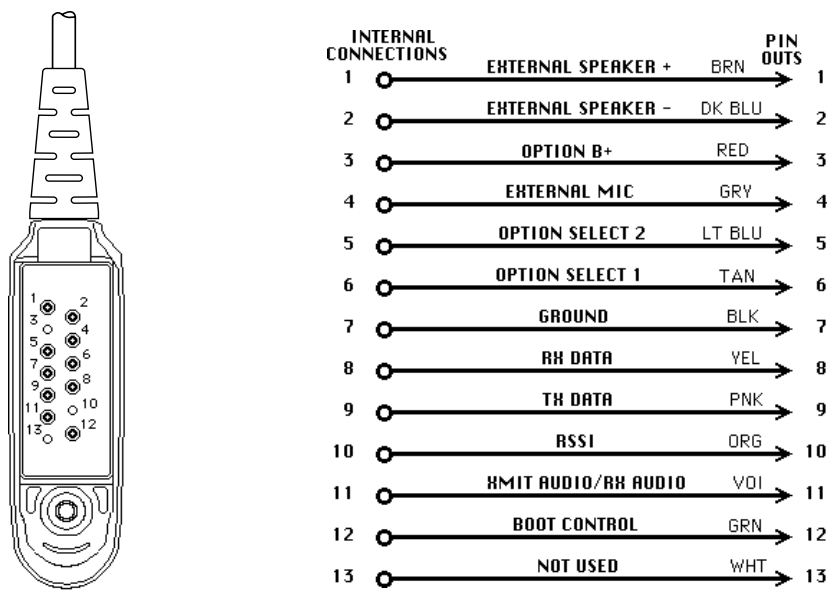 INTERNAL CONNECTIONS
PIN OUTS
1 EXTERNAL SPEAKER + BRN 1
2 EXTERNAL SPEAKER - DK BLU 2
3 OPTION B+ RED 3
4 EXTERNAL MIC GRY 4
5 OPTION SELECT 2 LT BLU 5
6 OPTION SELECT 1 TAN 6
7 GROUND BLK 7
8 RX DATA YEL 8
9 TX DATA PNK 9
10 RSSI ORG 10
11 XMIT AUDIO/RX AUDIO VOI 11
12 BOOT CONTROL GRN 12
13 NOT USED WHT 13
1 2
3 4
5 6
7 8
9 10
11 12
13